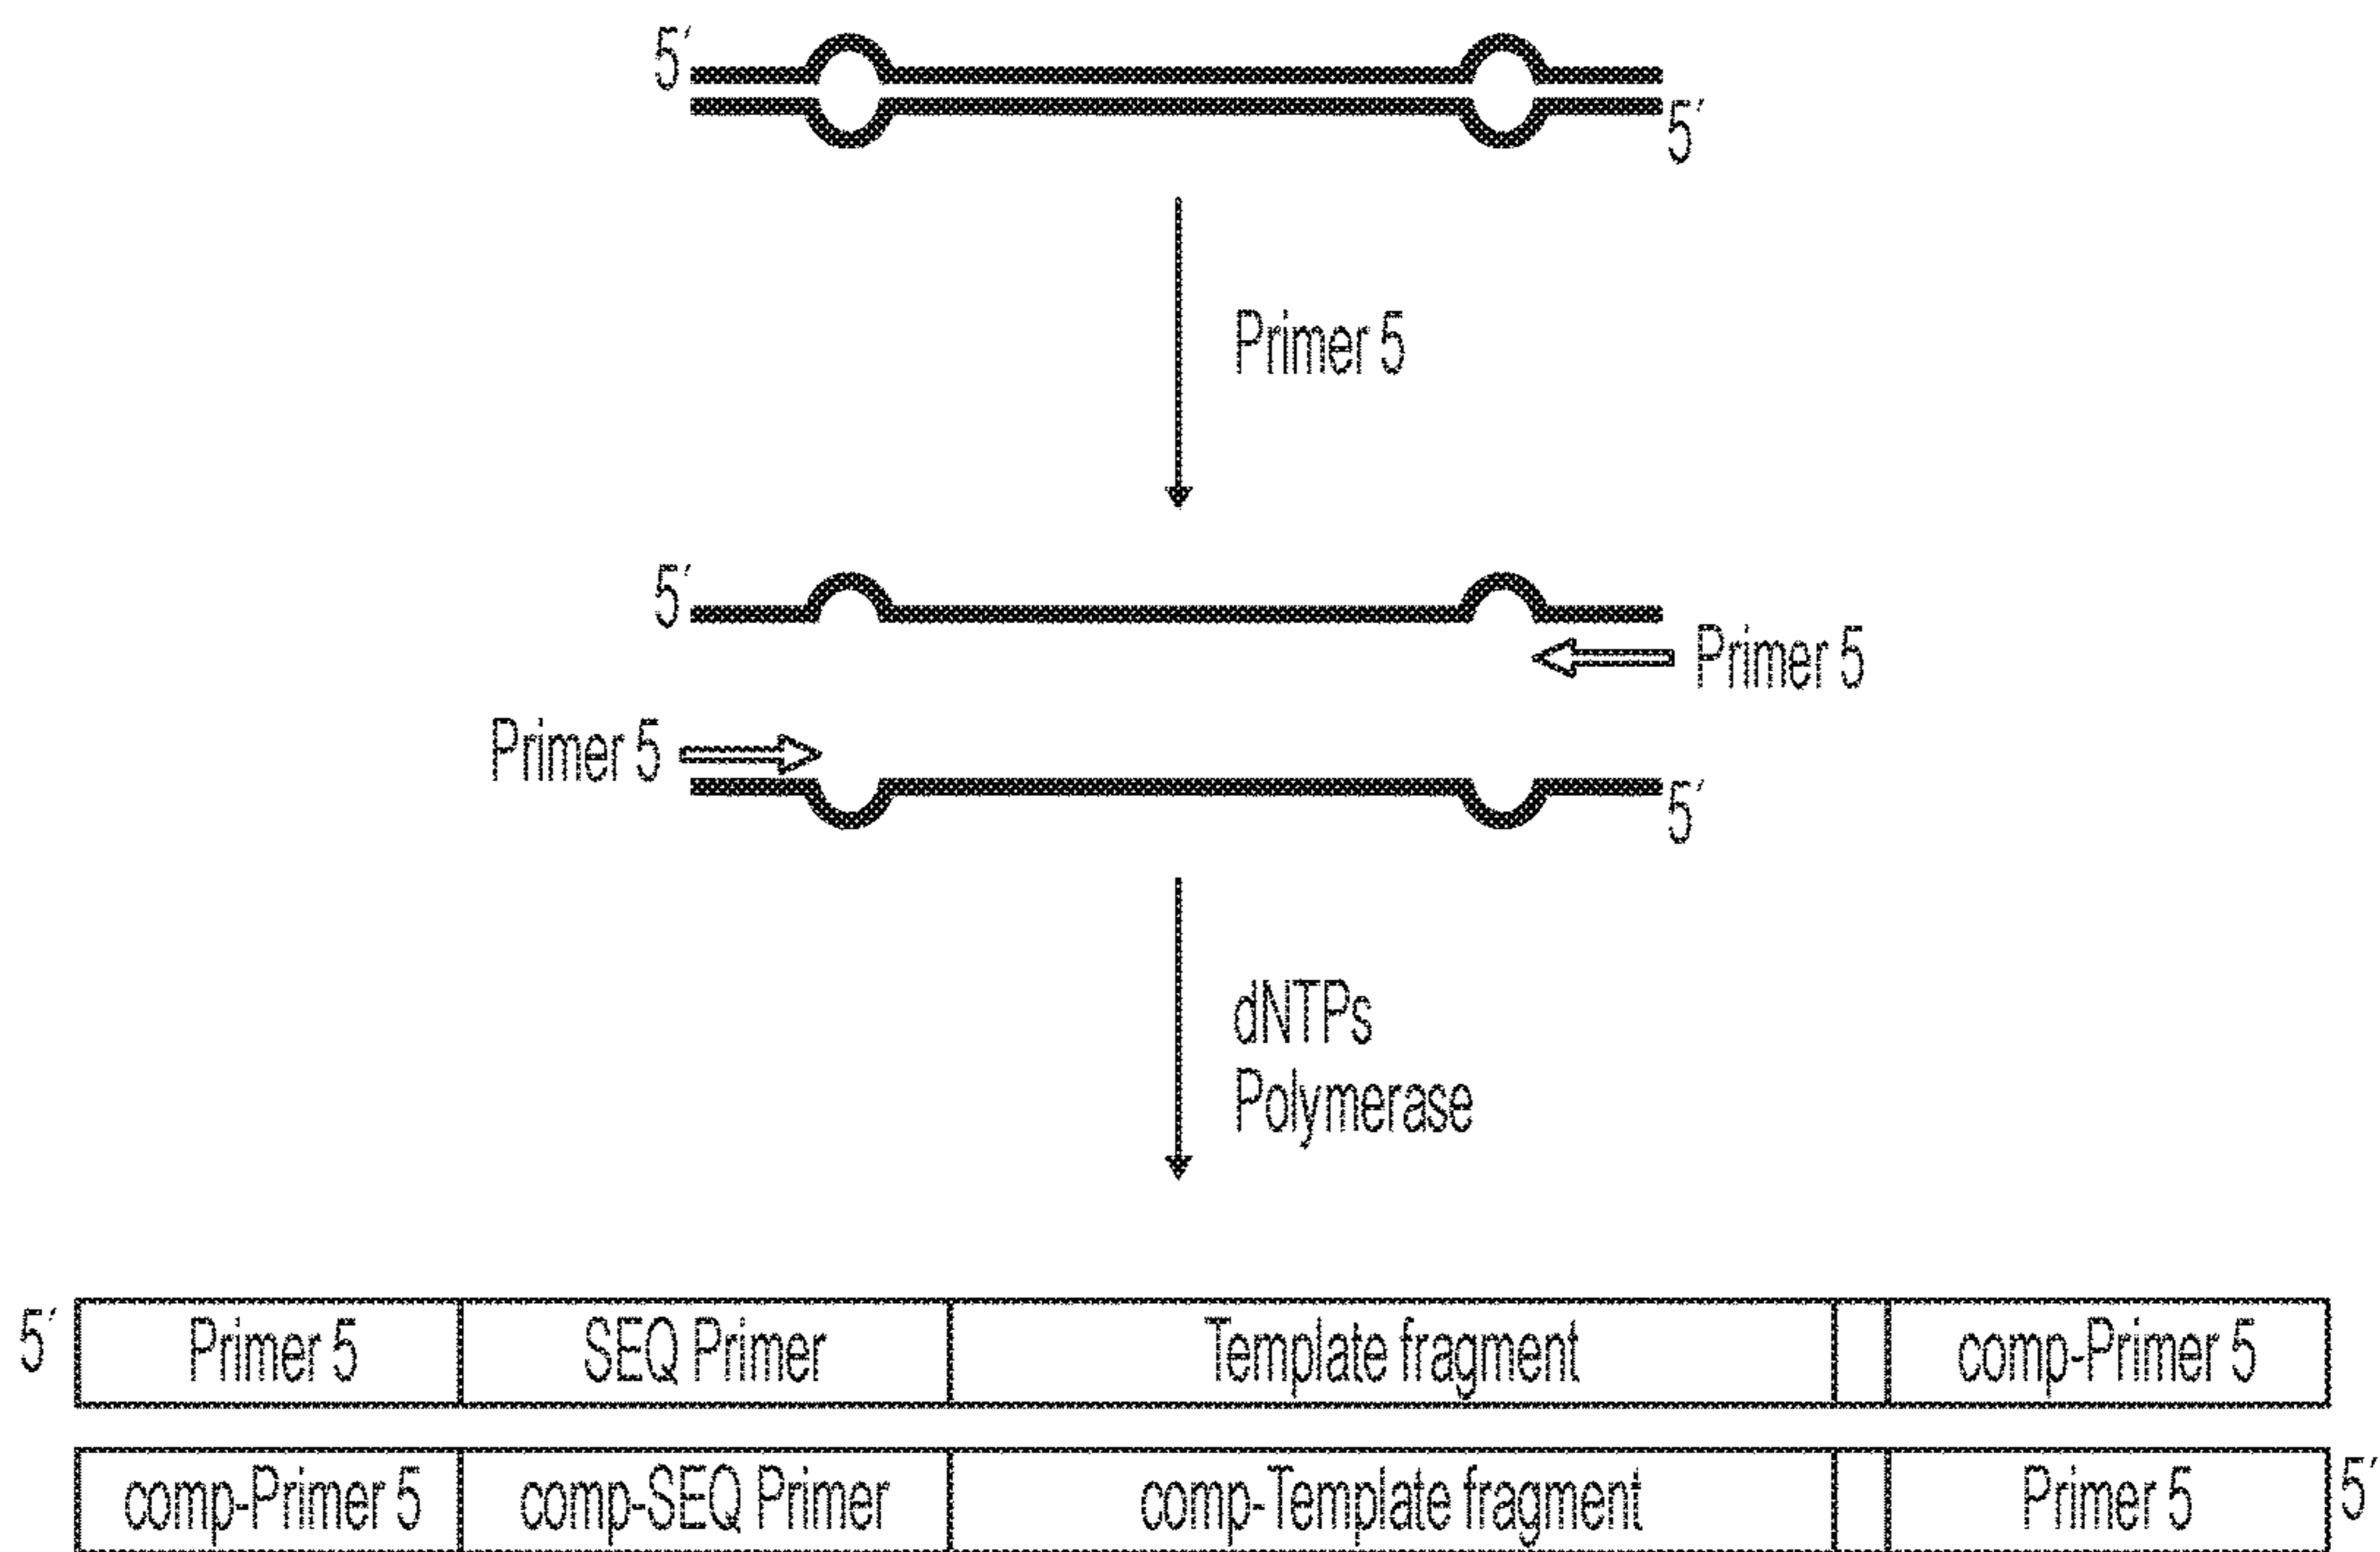 5′
5′
Primer 5
5′
Primer 5
Primer 5
5′
dNTPs
Polymerase
5′ Primer 5 SEQ Primer Template fragment comp-Primer 5
comp-Primer 5 comp-SEQ Primer comp-Template fragment Primer 5 5′